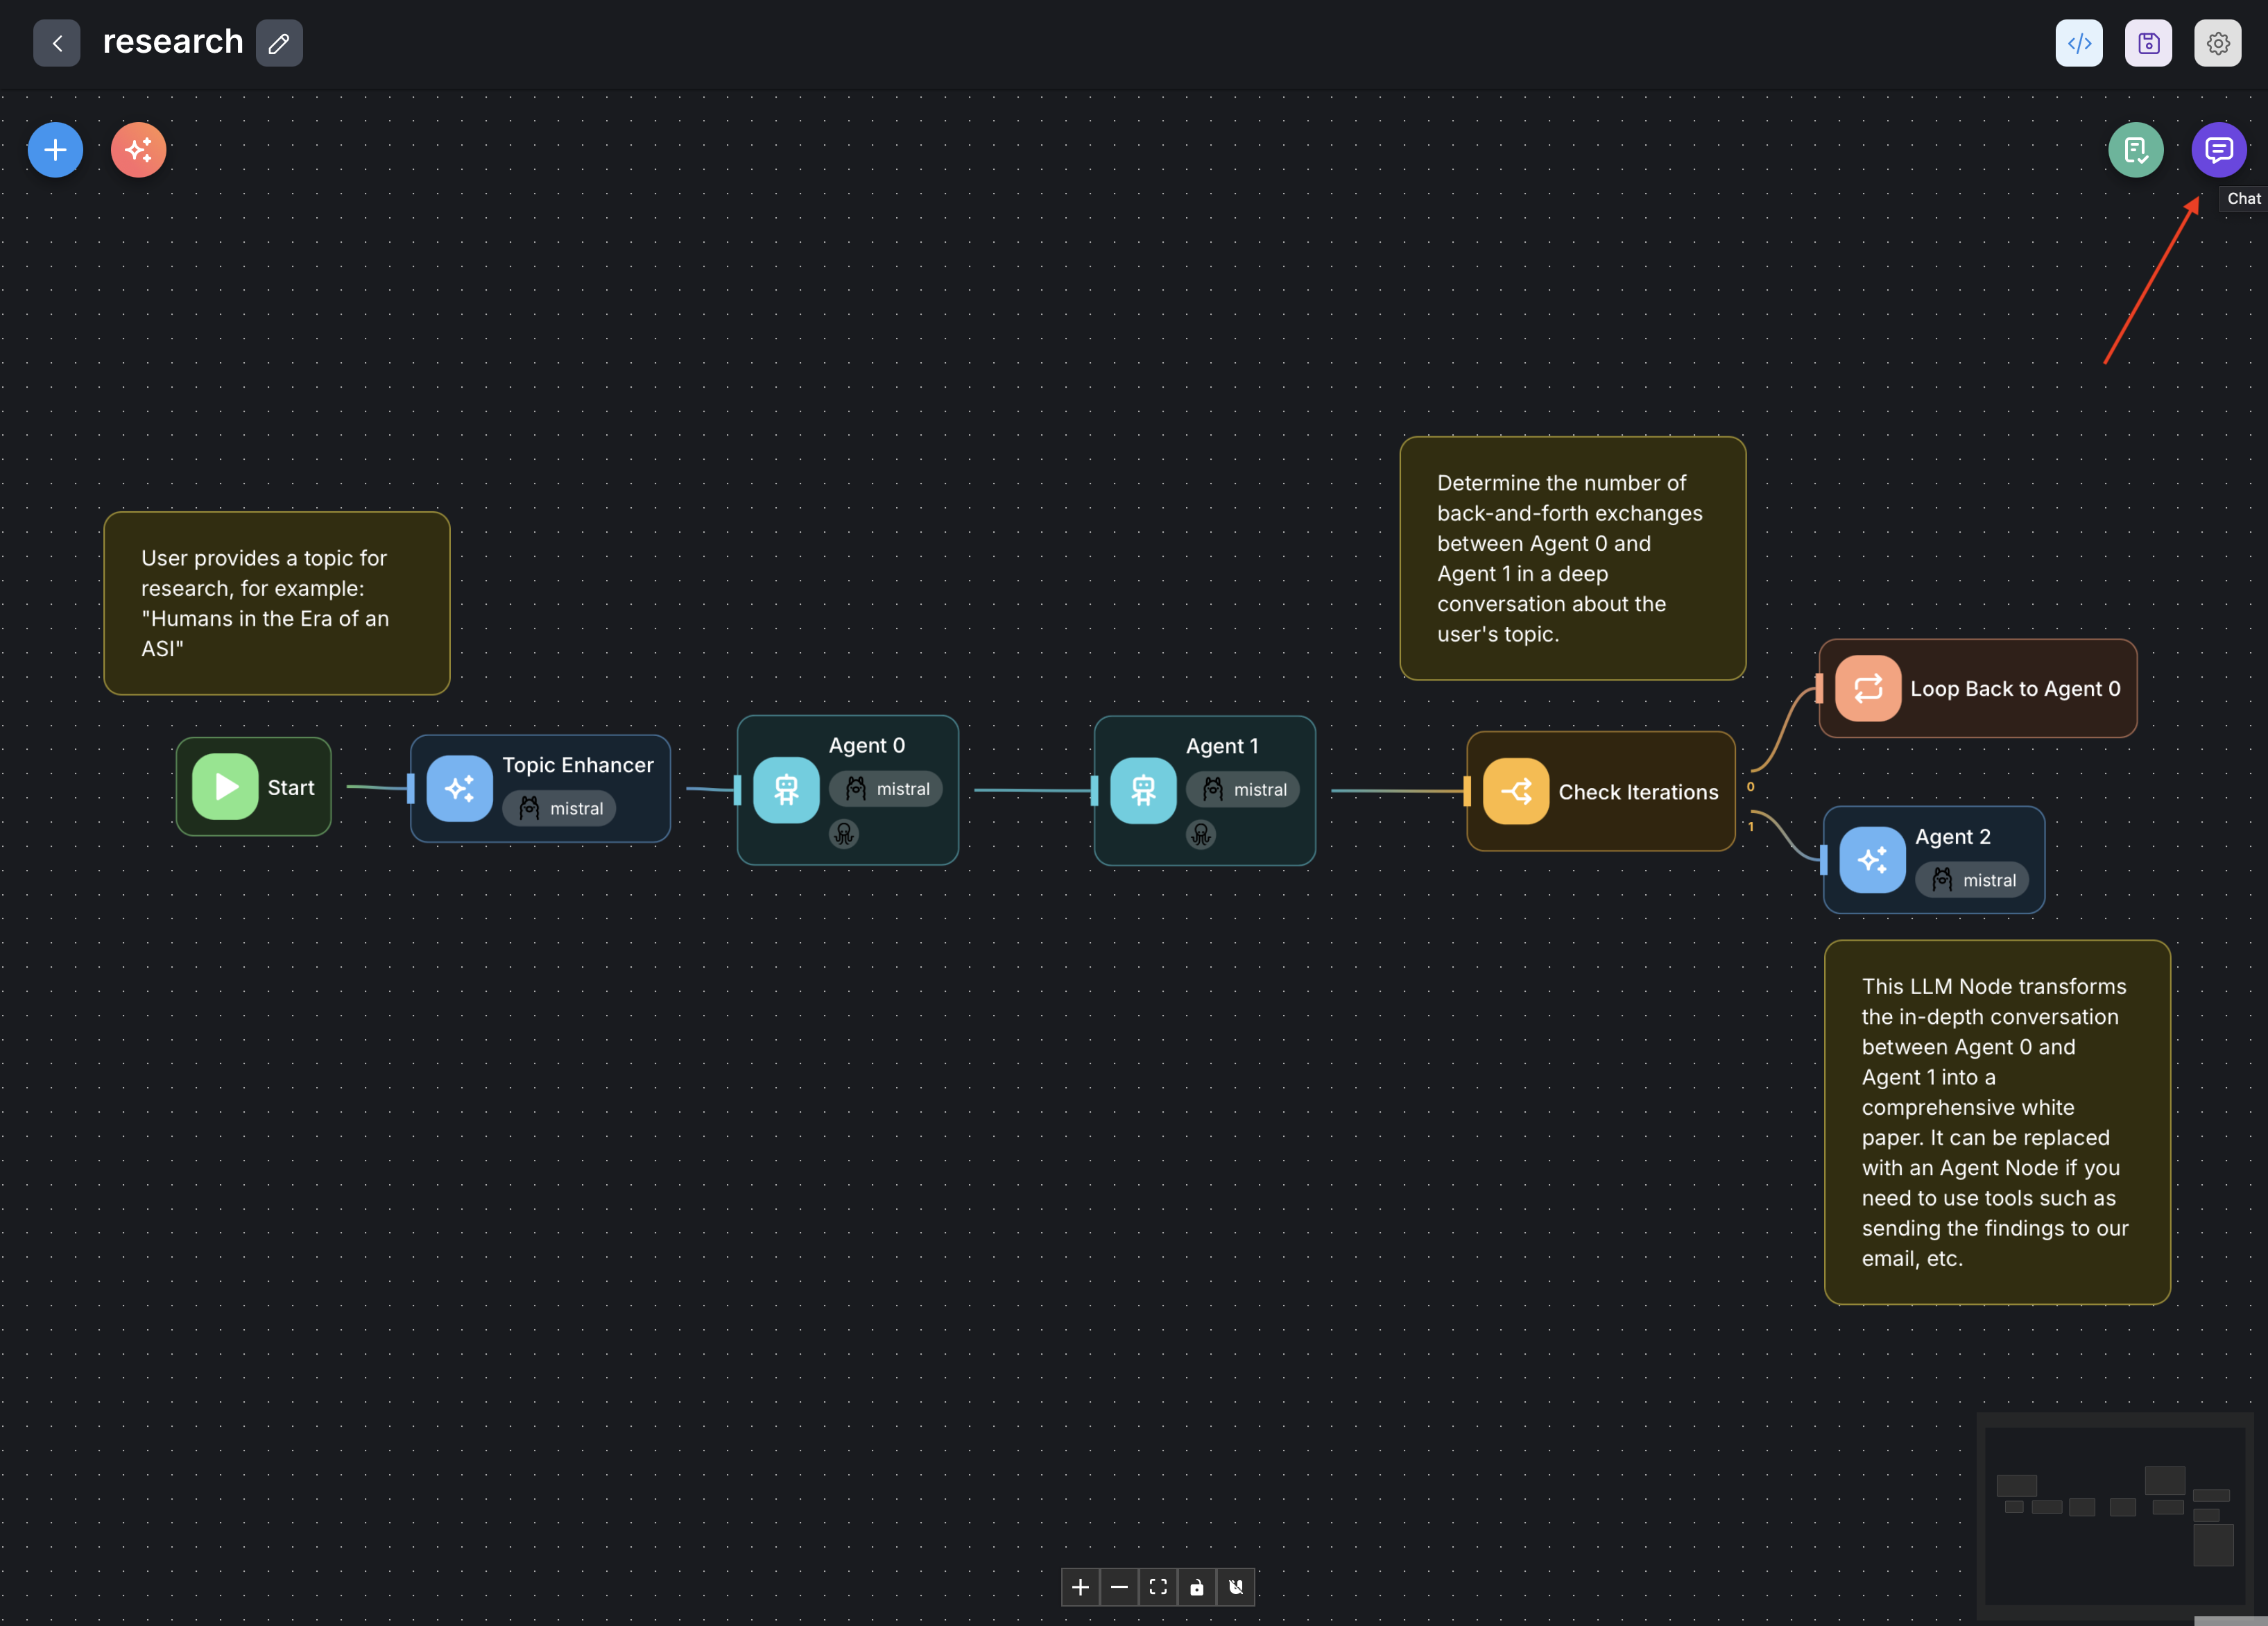 research
Chat
Determine the number of
back-and-forth exchanges
between Agent 0 and
Agent 1 in a deep
conversation about the
user's topic.
User provides a topic for
research, for example:
"Humans in the Era of an
ASI"
Start
Topic Enhancer
mistral
Agent 0
mistral
Agent 1
mistral
Check Iterations
0
1
Loop Back to Agent 0
Agent 2
mistral
This LLM Node transforms
the in-depth conversation
between Agent 0 and
Agent 1 into a
comprehensive white
paper. It can be replaced
with an Agent Node if you
need to use tools such as
sending the findings to our
email, etc.